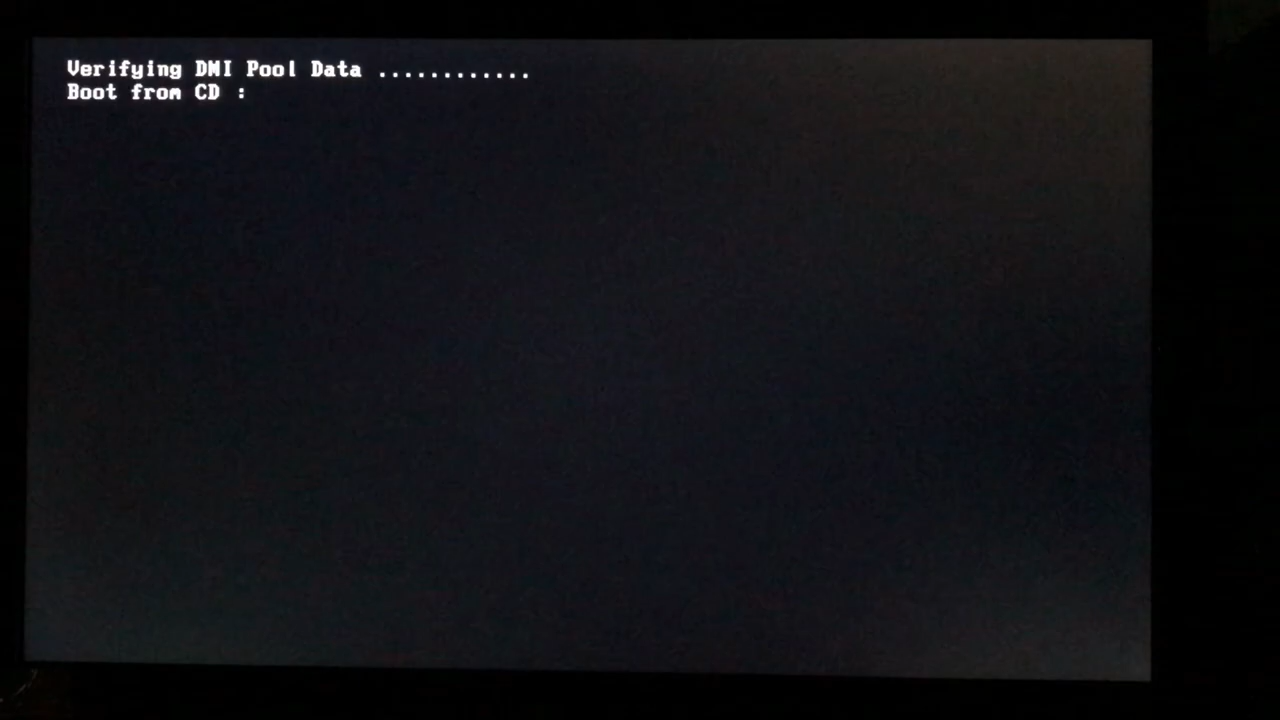 Verifying DMI Pool Data ............
Boot from CD :